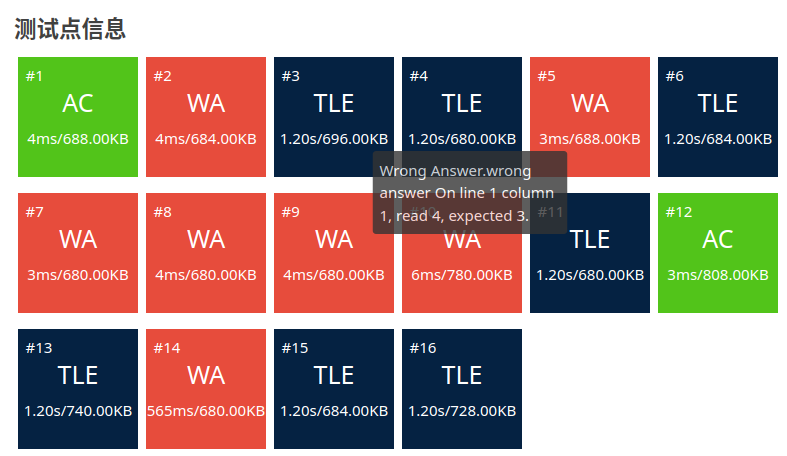 测试点信息
#1
AC
4ms/688.00KB
#2
WA
4ms/684.00KB
#3
TLE
1.20s/696.00KB
#4
TLE
1.20s/680.00KB
#5
WA
3ms/688.00KB
#6
TLE
1.20s/684.00KB
Wrong Answer.wrong
answer On line 1 column
1, read 4, expected 3.
#7
WA
3ms/680.00KB
#8
WA
4ms/680.00KB
#9
WA
4ms/680.00KB
#10
WA
6ms/780.00KB
#11
TLE
1.20s/680.00KB
#12
AC
3ms/808.00KB
#13
TLE
1.20s/740.00KB
#14
WA
565ms/680.00KB
#15
TLE
1.20s/684.00KB
#16
TLE
1.20s/728.00KB